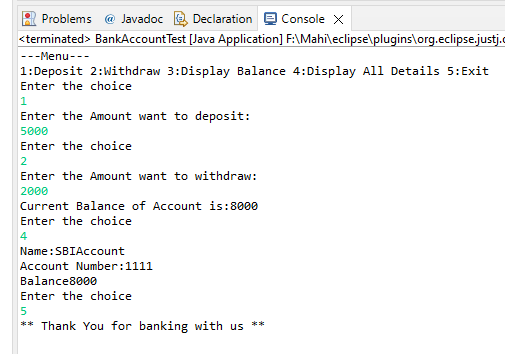 Problems @ Javadoc Declaration Console
<terminated> BankAccountTest [Java Application] F:\Mahi\eclipse\plugins\org.eclipse.justj.o
---Menu---
1:Deposit 2:Withdraw 3:Display Balance 4:Display All Details 5:Exit
Enter the choice
1
Enter the Amount want to deposit:
5000
Enter the choice
2
Enter the Amount want to withdraw:
2000
Current Balance of Account is:8000
Enter the choice
4
Name:SBIAccount
Account Number:1111
Balance8000
Enter the choice
5
** Thank You for banking with us **